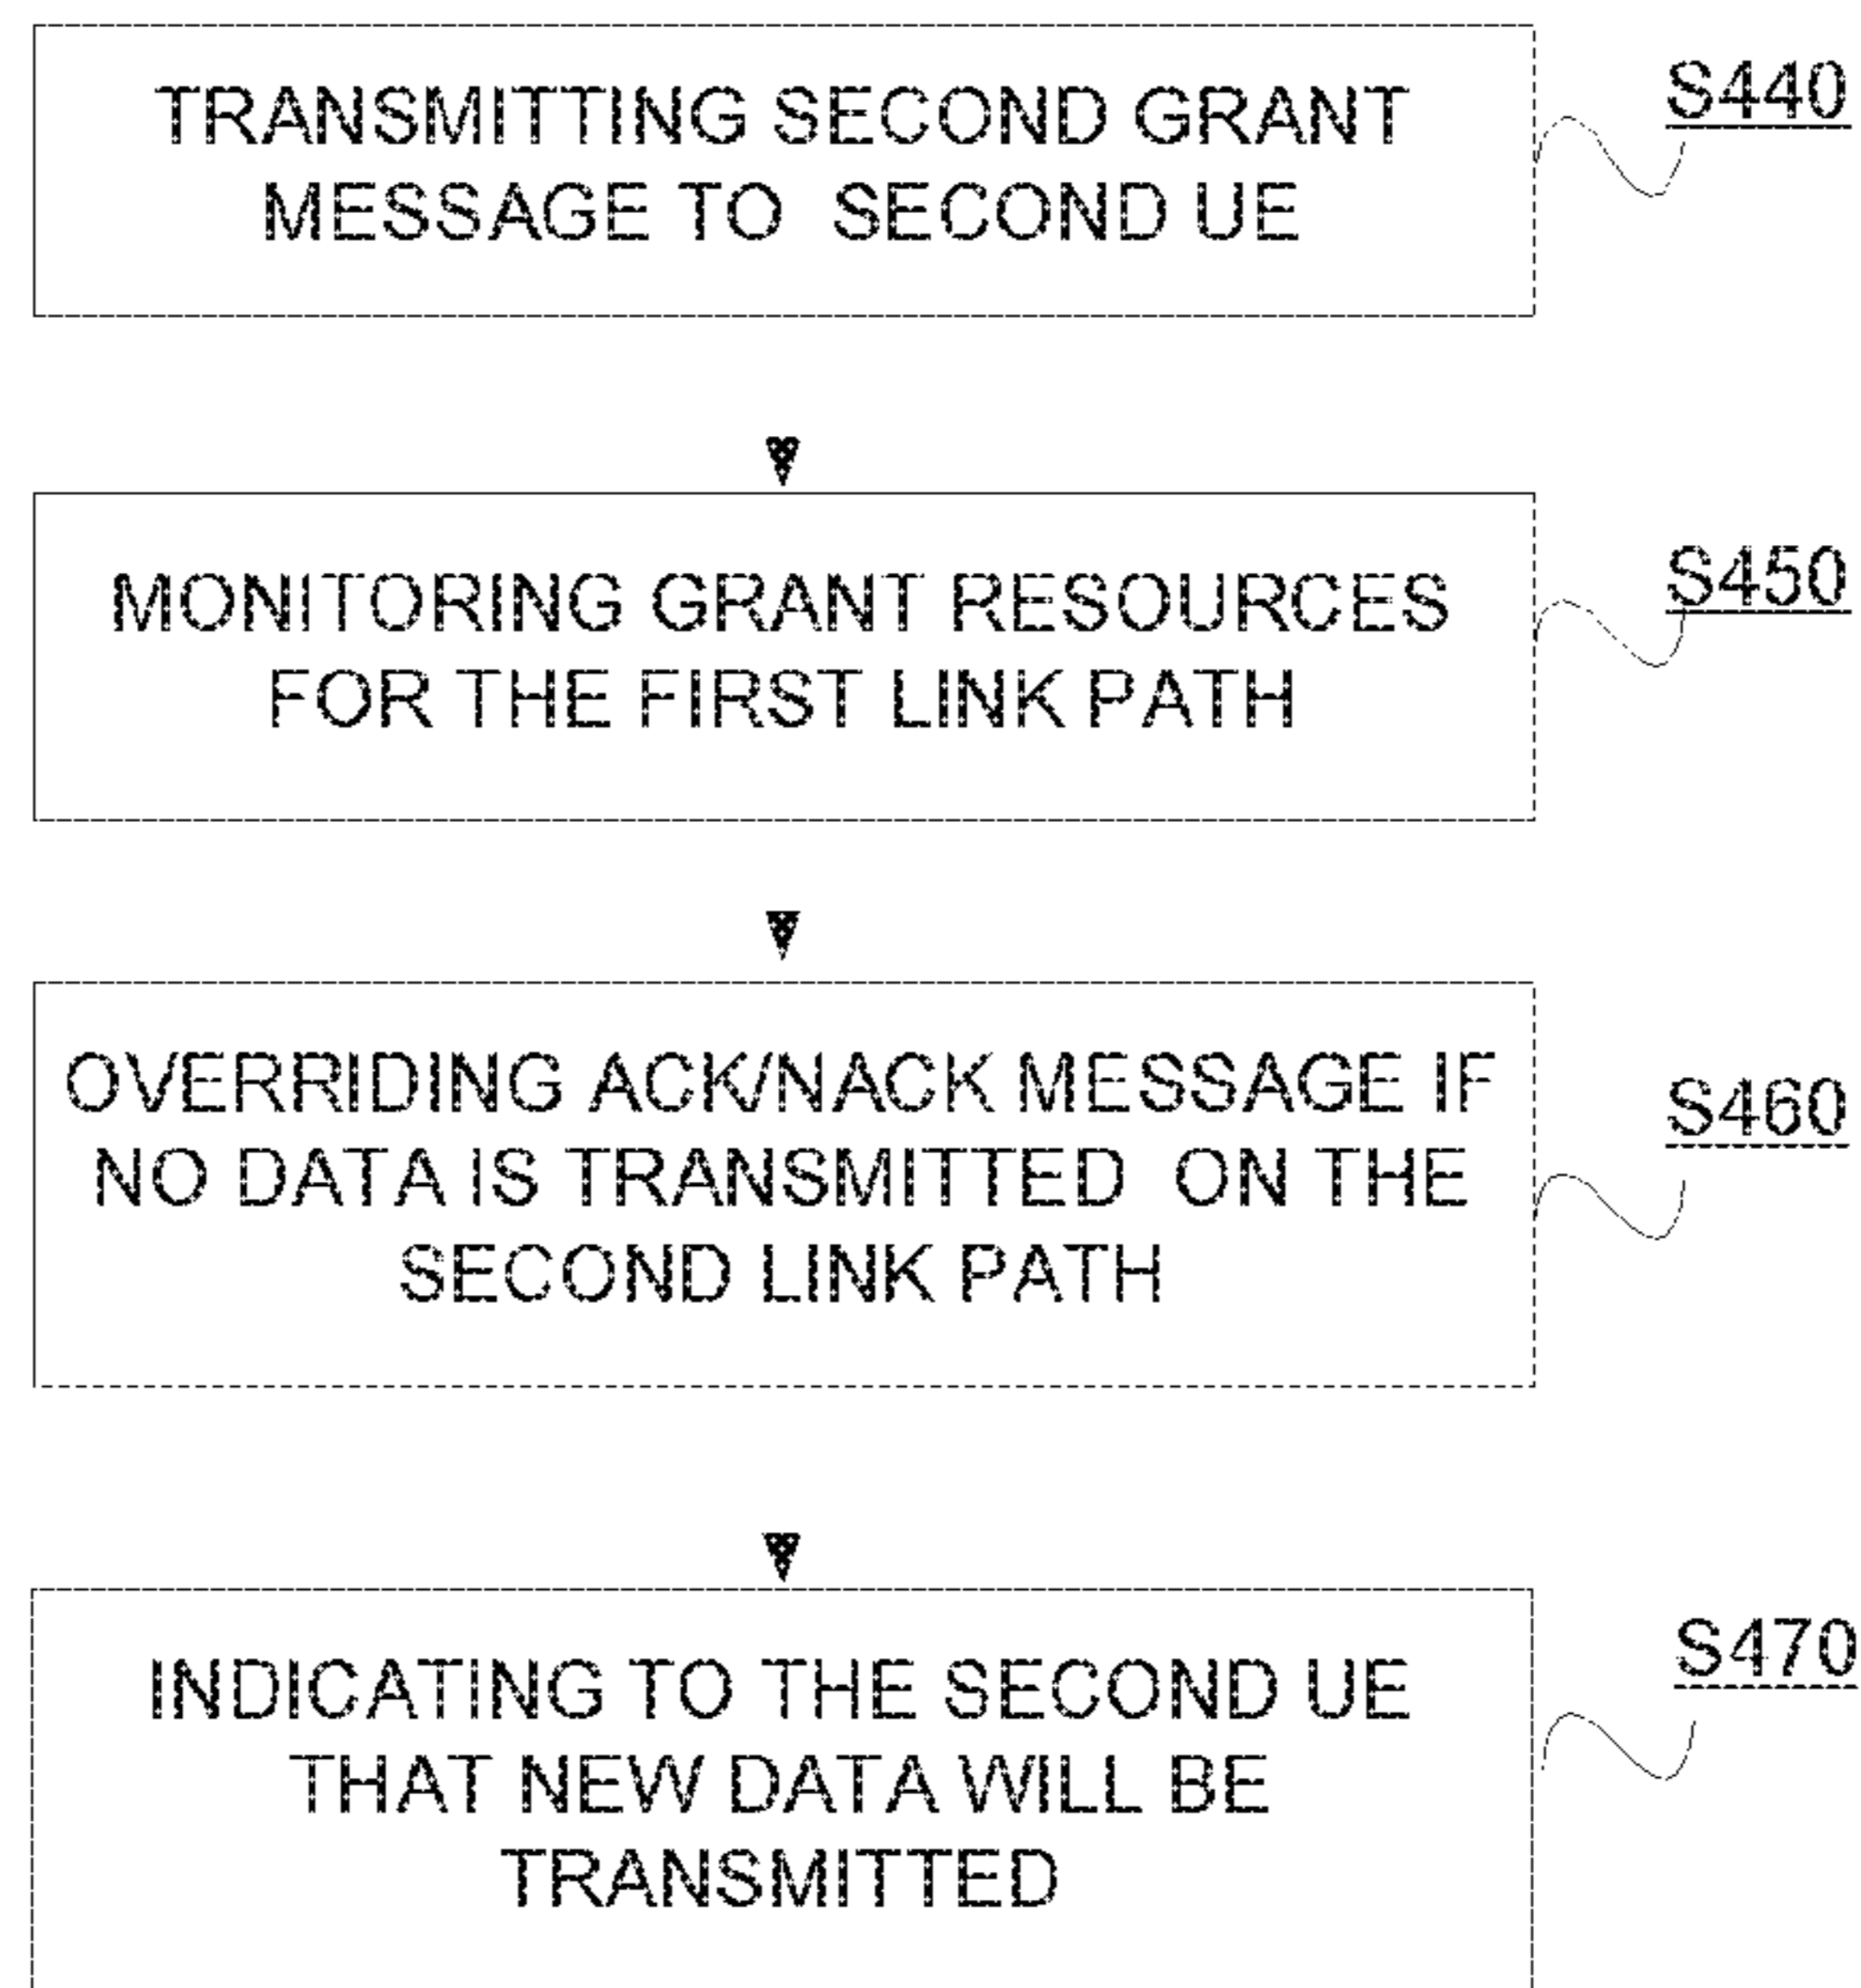 TRANSMITTING SECOND GRANT
MESSAGE TO SECOND UE
S440
MONITORING GRANT RESOURCES
FOR THE FIRST LINK PATH
S450
OVERRIDING ACK/NACK MESSAGE IF
NO DATA IS TRANSMITTED ON THE
SECOND LINK PATH
S460
INDICATING TO THE SECOND UE
THAT NEW DATA WILL BE
TRANSMITTED
S470